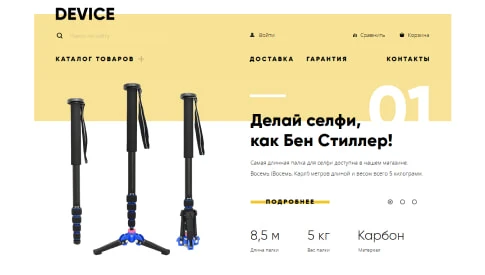 DEVICE
Поиск по сайту
Войти
Сравнить
Корзина
КАТАЛОГ ТОВАРОВ +
ДОСТАВКА
ГАРАНТИЯ
КОНТАКТЫ
01
Делай селфи,
как Бен Стиллер!
Самая длинная палка для селфи доступна в нашем магазине.
Восемь (Восемь, Карл!) метров длиной и весом всего 5 килограмм.
ПОДРОБНЕЕ
8,5 м
5 кг
Карбон
Длина палки
Вес палки
Материал